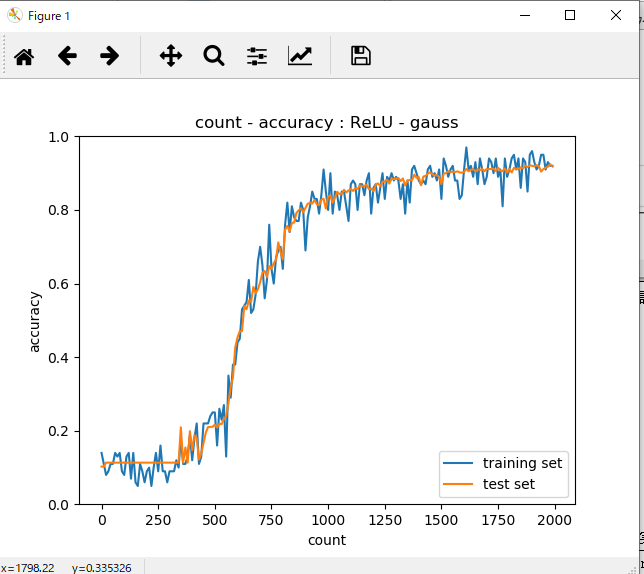 Figure 1
count - accuracy : ReLU - gauss
1.0
0.8
0.6
0.4
0.2
0.0
accuracy
training set
test set
0 250 500 750 1000 1250 1500 1750 2000
count
x=1798.22 y=0.335326